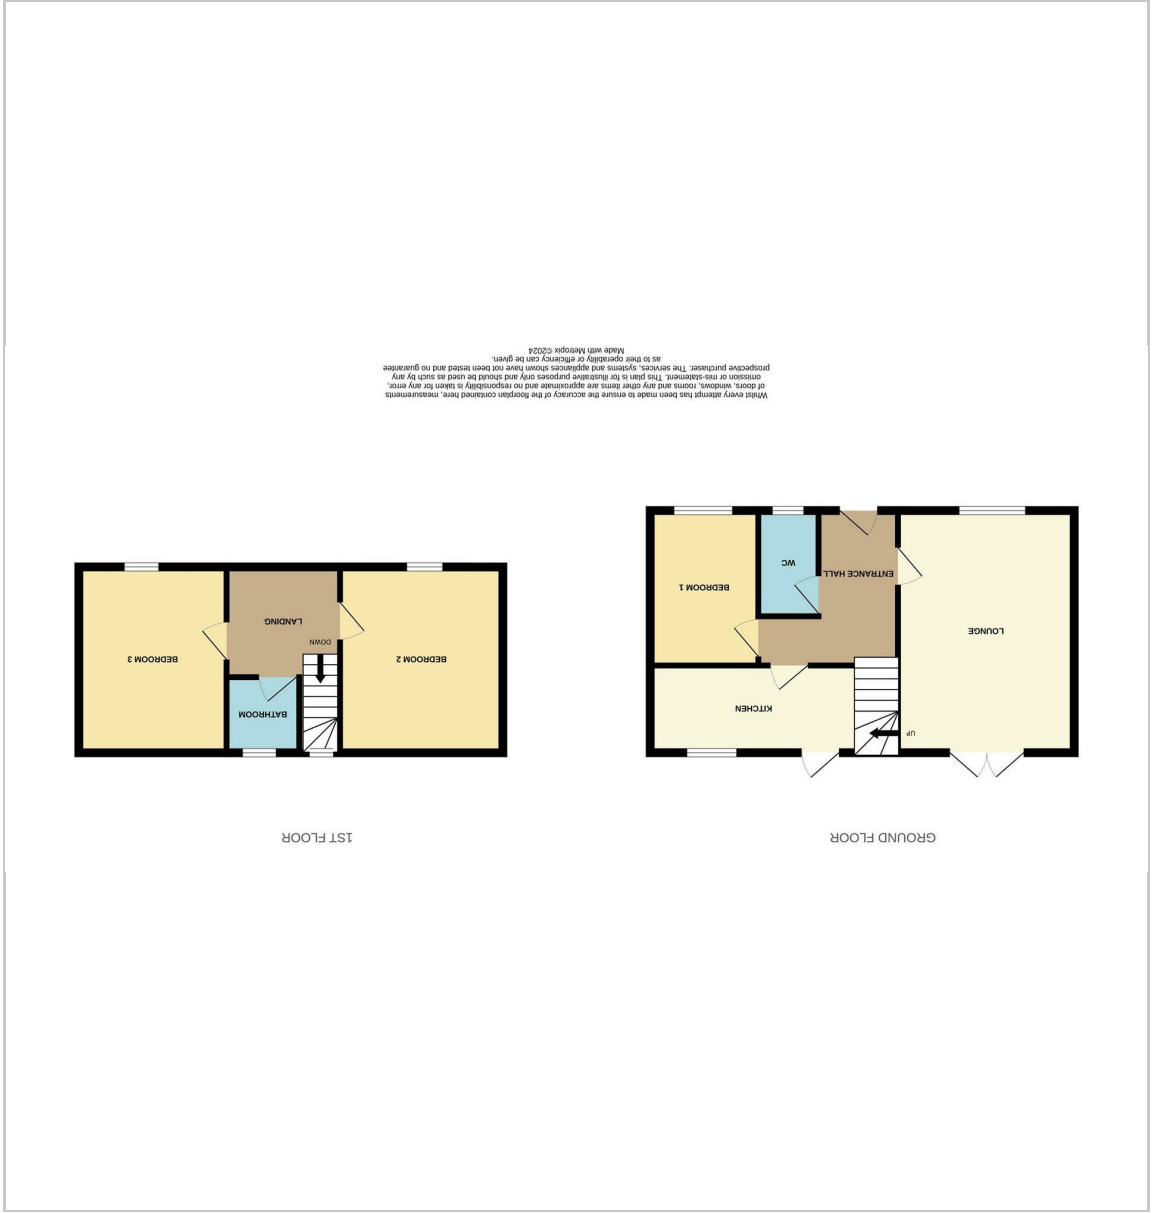 GROUND FLOOR
1ST FLOOR
UP
KITCHEN
LOUNGE
BEDROOM 1
ENTRANCE HALL
WC
BATHROOM
BEDROOM 2
BEDROOM 3
DOWN
LANDING
Whilst every attempt has been made to ensure the accuracy of the floorplan contained here, measurements
of doors, windows, rooms and any other items are approximate and no responsibility is taken for any error,
omission or mis-statement. This plan is for illustrative purposes only and should be used as such by any
prospective purchaser. The services, systems and appliances shown have not been tested and no guarantee
as to their operability or efficiency can be given.
Made with Metropix ©2024